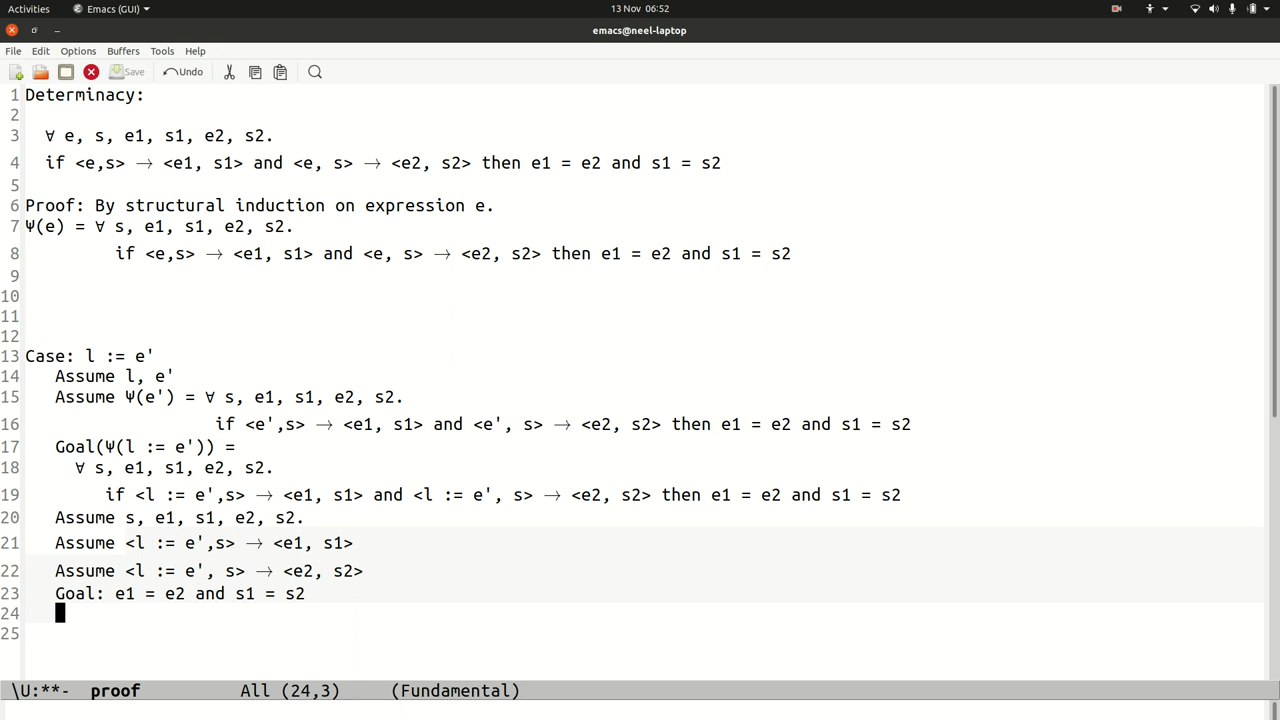 Activities Emacs (GUI) 13 Nov 06:52
emacs@neel-laptop
File Edit Options Buffers Tools Help
Save Undo
1 Determinacy:
2
3 ∀ e, s, e1, s1, e2, s2.
4 if <e,s> → <e1, s1> and <e, s> → <e2, s2> then e1 = e2 and s1 = s2
5
6 Proof: By structural induction on expression e.
7 Ψ(e) = ∀ s, e1, s1, e2, s2.
8 if <e,s> → <e1, s1> and <e, s> → <e2, s2> then e1 = e2 and s1 = s2
9
10
11
12
13 Case: l := e'
14 Assume l, e'
15 Assume Ψ(e') = ∀ s, e1, s1, e2, s2.
16 if <e',s> → <e1, s1> and <e', s> → <e2, s2> then e1 = e2 and s1 = s2
17 Goal(Ψ(l := e')) =
18 ∀ s, e1, s1, e2, s2.
19 if <l := e',s> → <e1, s1> and <l := e', s> → <e2, s2> then e1 = e2 and s1 = s2
20 Assume s, e1, s1, e2, s2.
21 Assume <l := e',s> → <e1, s1>
22 Assume <l := e', s> → <e2, s2>
23 Goal: e1 = e2 and s1 = s2
24
25
\U:**- proof All (24,3) (Fundamental)